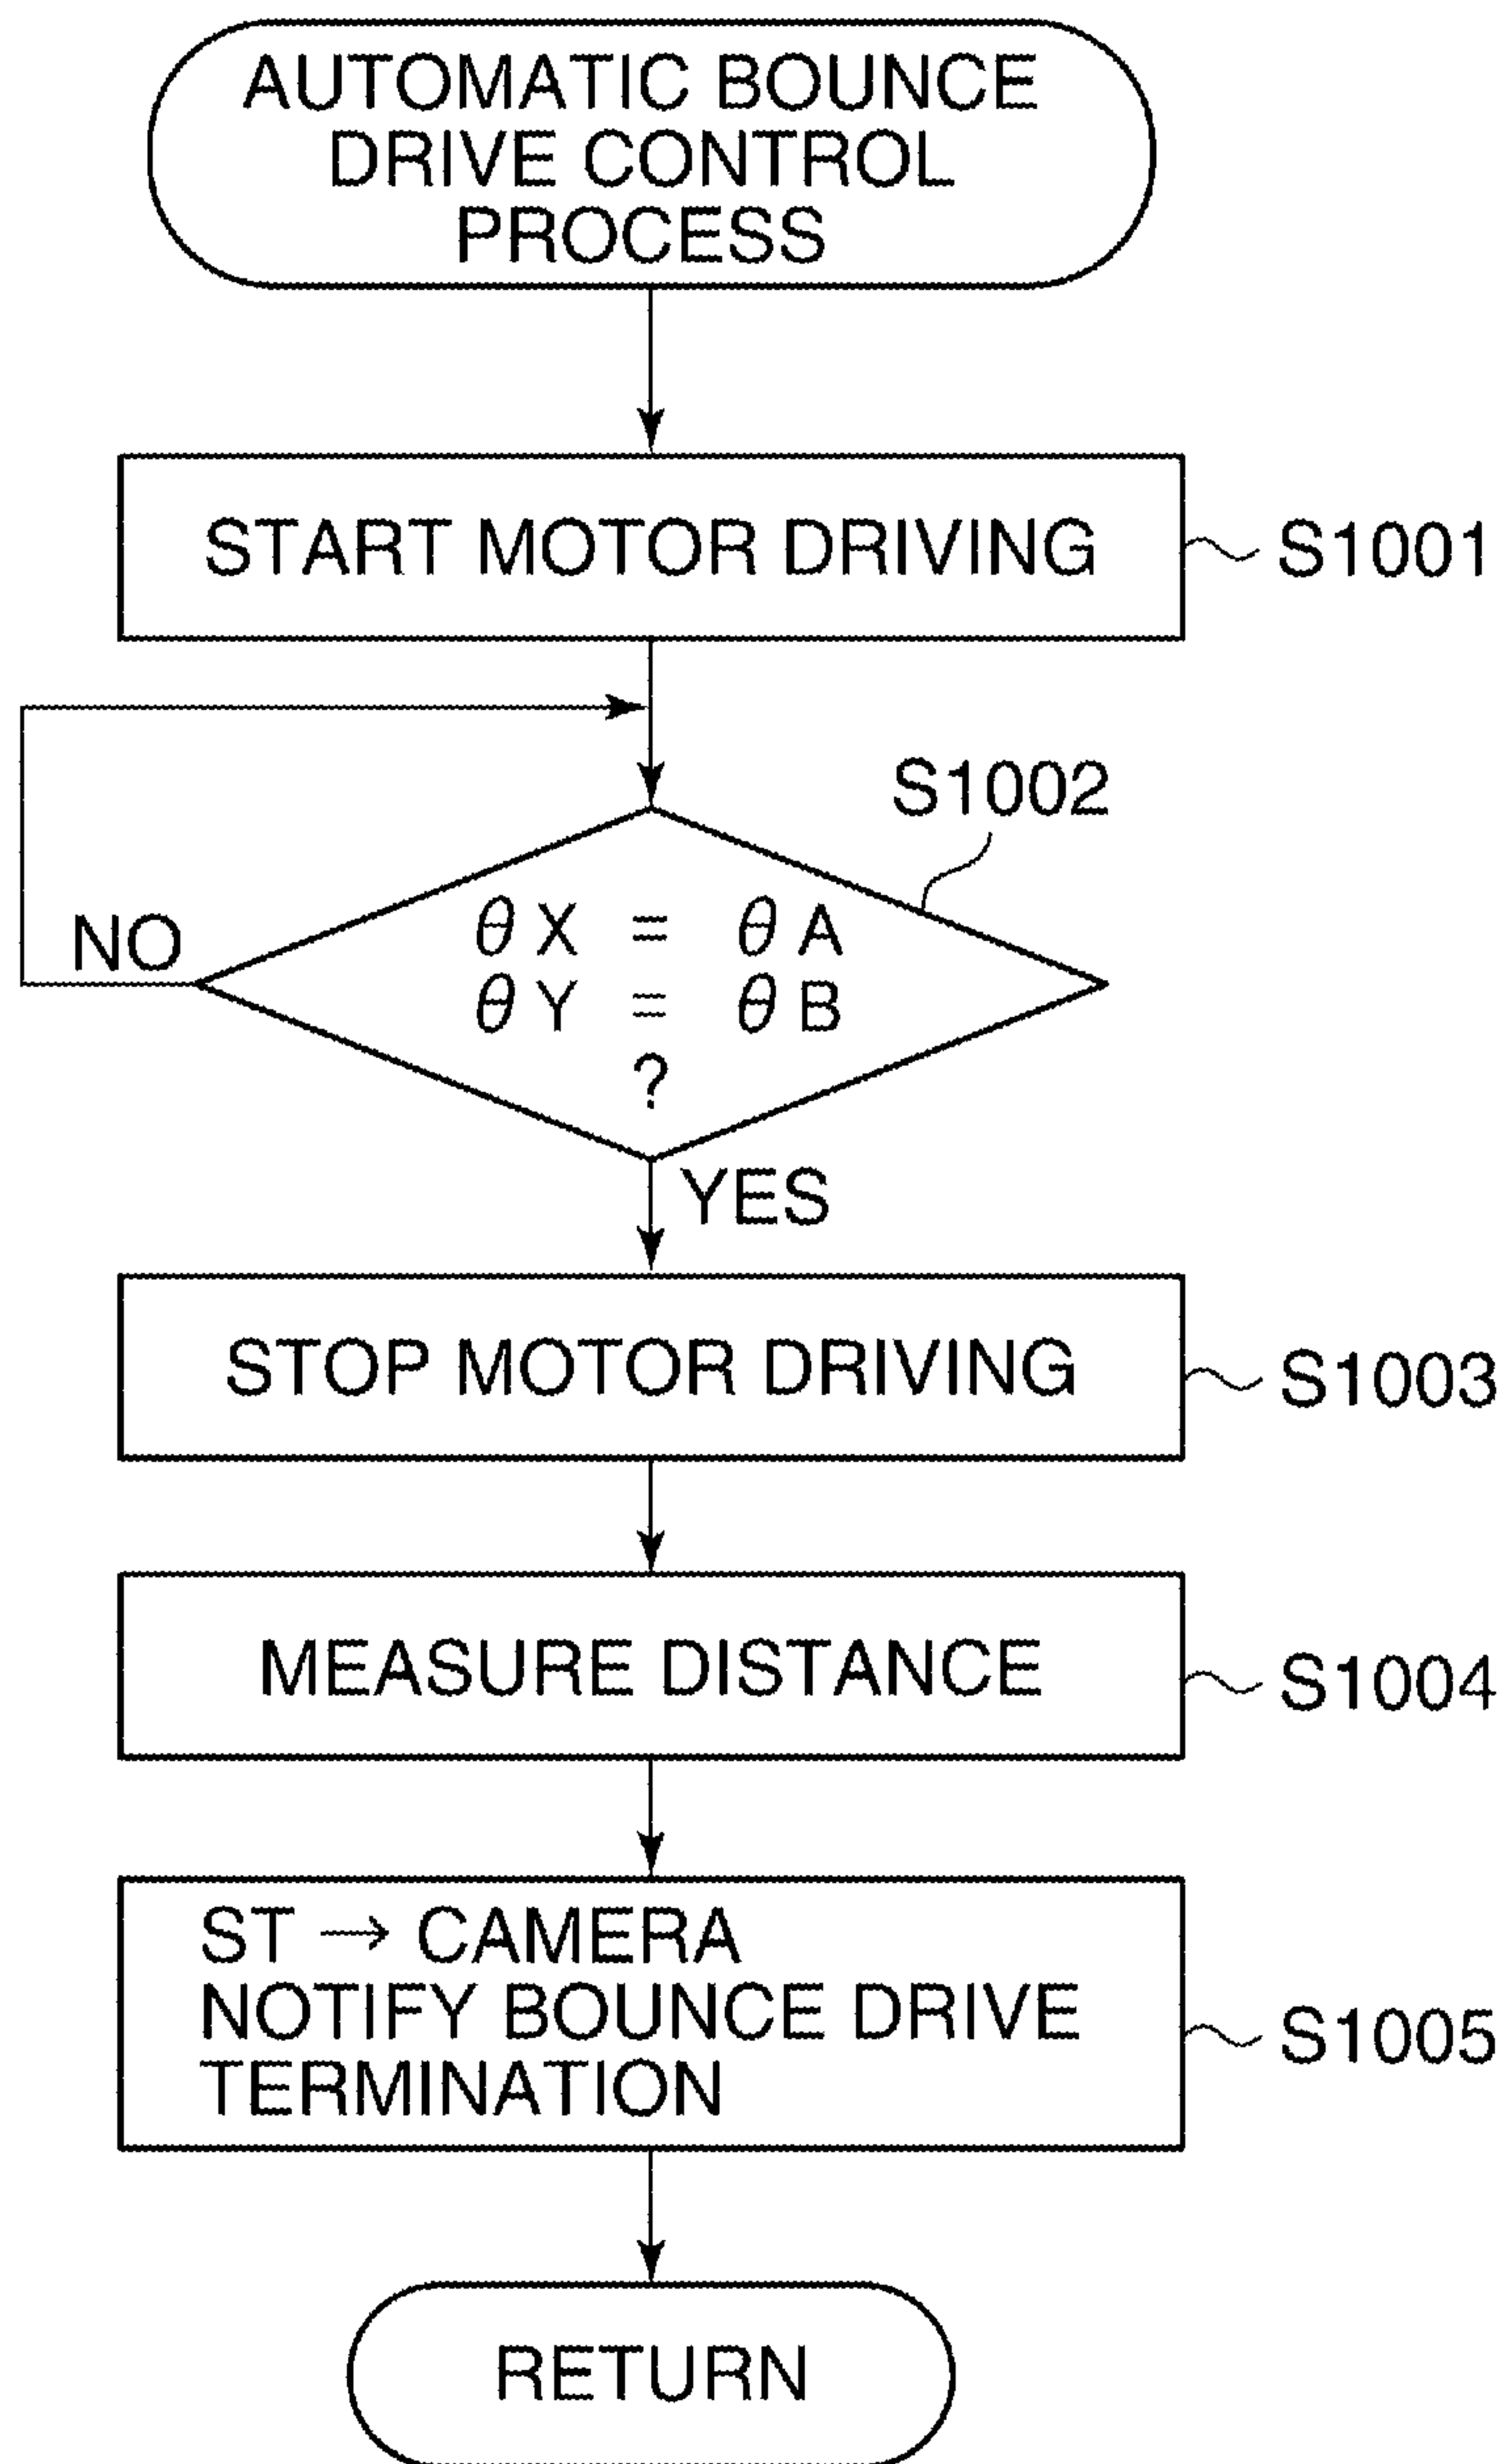 AUTOMATIC BOUNCE
DRIVE CONTROL
PROCESS
START MOTOR DRIVING
S1001
S1002
NO
θX = θA
θY = θB
?
YES
STOP MOTOR DRIVING
S1003
MEASURE DISTANCE
S1004
ST → CAMERA
NOTIFY BOUNCE DRIVE
TERMINATION
S1005
RETURN